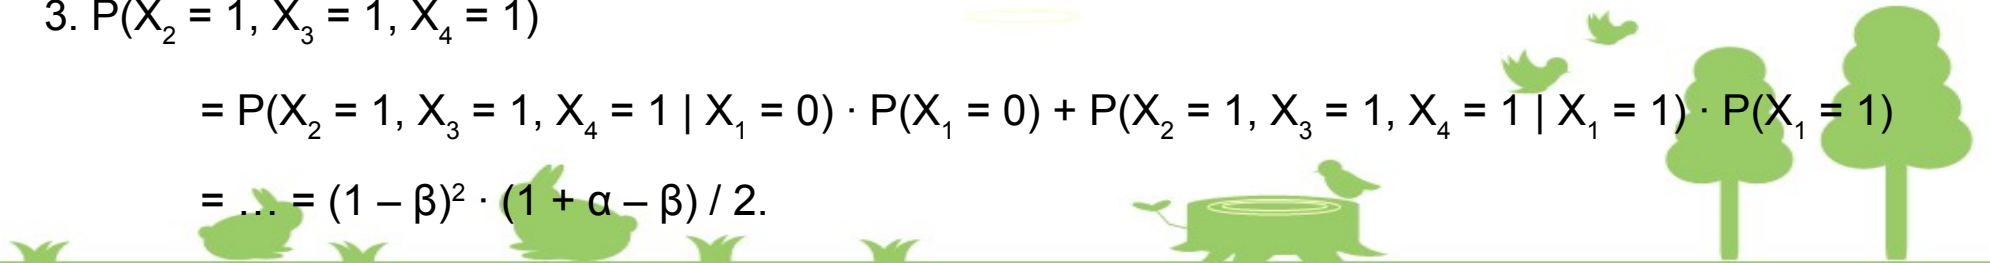 3. P(X₂ = 1, X₃ = 1, X₄ = 1)
= P(X₂ = 1, X₃ = 1, X₄ = 1 | X₁ = 0) · P(X₁ = 0) + P(X₂ = 1, X₃ = 1, X₄ = 1 | X₁ = 1) · P(X₁ = 1)
= … = (1 – β)² · (1 + α – β) / 2.